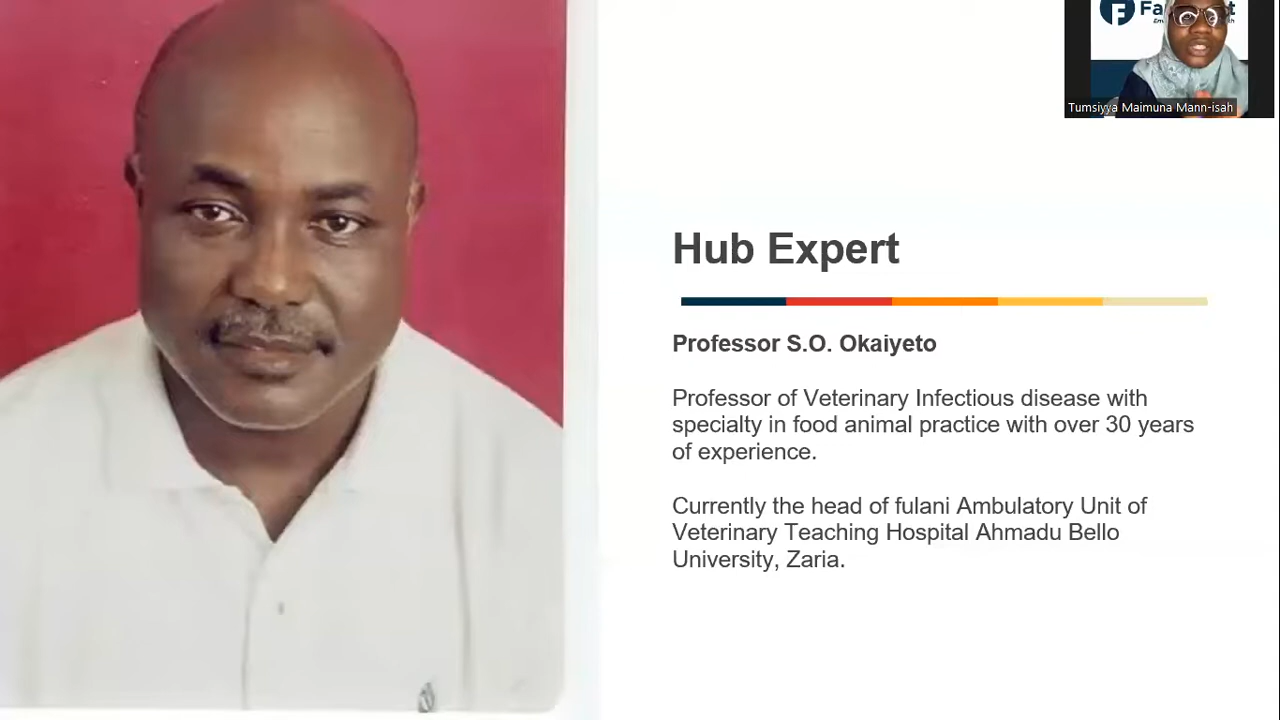 Tumsiyya Maimuna Mann-isah
Hub Expert
Professor S.O. Okaiyeto
Professor of Veterinary Infectious disease with
specialty in food animal practice with over 30 years
of experience.
Currently the head of fulani Ambulatory Unit of
Veterinary Teaching Hospital Ahmadu Bello
University, Zaria.